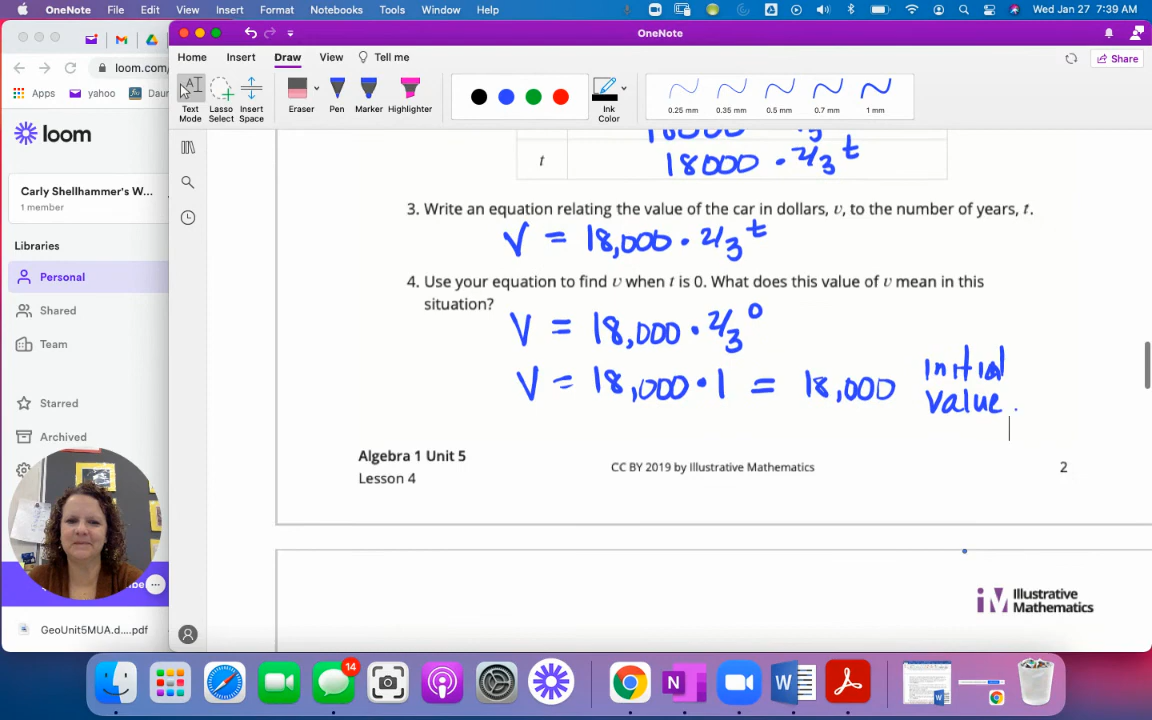 OneNote File Edit View Insert Format Notebooks Tools Window Help Wed Jan 27 7:39 AM
OneNote
Home Insert Draw View Tell me
Share
loom.com/
Apps yahoo Daun
Text Mode Lasso Select Insert Space Eraser Pen Marker Highlighter Ink Color 0.25 mm 0.35 mm 0.5 mm 0.7 mm 1 mm
loom
Carly Shellhammer's W...
1 member
Libraries
Personal
Shared
Team
Starred
Archived
t 18000 · 2/3 t
3. Write an equation relating the value of the car in dollars, v, to the number of years, t.
V = 18,000 · 2/3 t
4. Use your equation to find v when t is 0. What does this value of v mean in this
situation?
V = 18,000 · 2/3 0
V = 18,000 · 1 = 18,000 initial
value.
Algebra 1 Unit 5
Lesson 4
CC BY 2019 by Illustrative Mathematics
2
iM Illustrative
Mathematics
GeoUnit5MUA.d....pdf
14